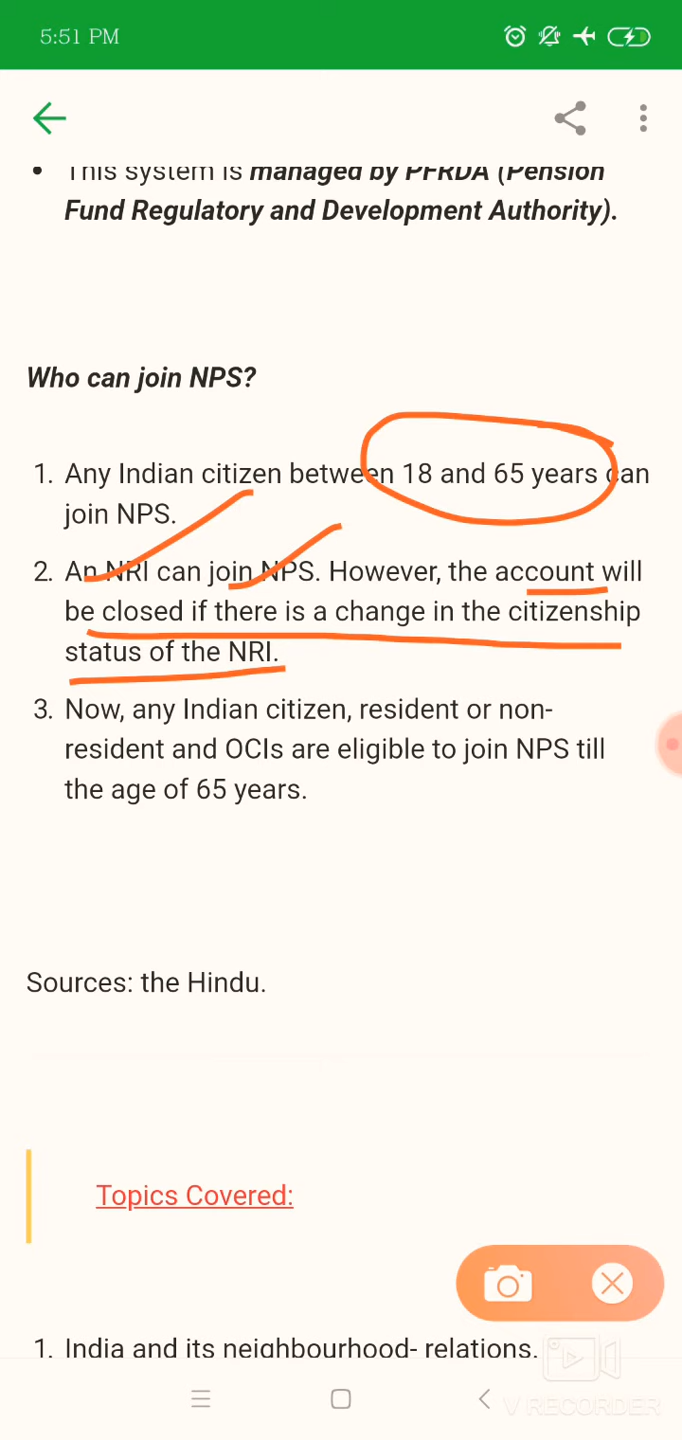 5:51 PM
This system is managed by PFRDA (Pension
Fund Regulatory and Development Authority).
Who can join NPS?
1. Any Indian citizen between 18 and 65 years can
join NPS.
2. An NRI can join NPS. However, the account will
be closed if there is a change in the citizenship
status of the NRI.
3. Now, any Indian citizen, resident or non-
resident and OCIs are eligible to join NPS till
the age of 65 years.
Sources: the Hindu.
Topics Covered:
1. India and its neighbourhood- relations.
V RECORDER